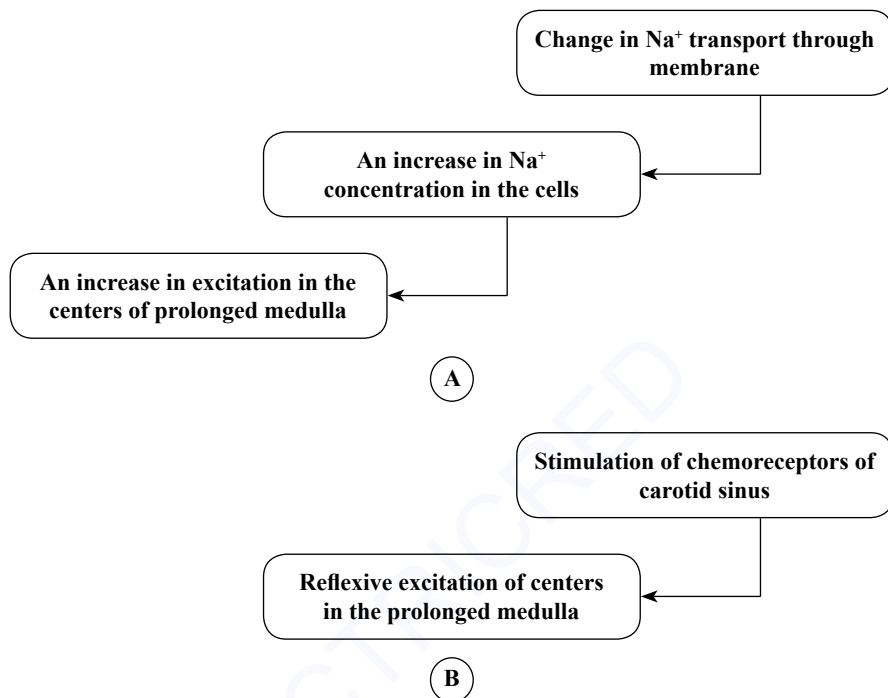 Change in Na⁺ transport through
membrane
An increase in Na⁺
concentration in the cells
An increase in excitation in the
centers of prolonged medulla
A
Stimulation of chemoreceptors of
carotid sinus
Reflexive excitation of centers
in the prolonged medulla
B